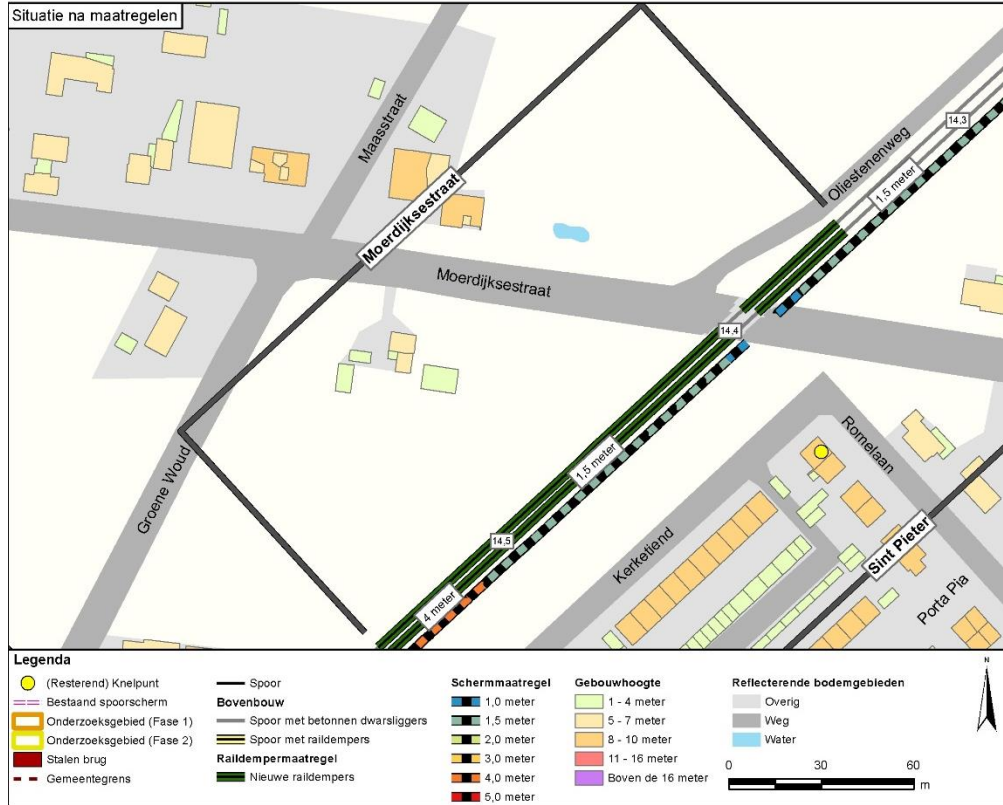 Situatie na maatregelen
Maasstraat
Moerdijksestraat
Oliestenenweg
14,3
1,5 meter
Moerdijksestraat
14,4
1,5 meter
Groene Woud
14,5
4 meter
Kerketiend
Romelaan
Sint Pieter
Porta Pia
Legenda
(Resterend) Knelpunt
Bestaand spoorscherm
Onderzoeksgebied (Fase 1)
Onderzoeksgebied (Fase 2)
Stalen brug
Gemeentegrens
Spoor
Bovenbouw
Spoor met betonnen dwarsliggers
Spoor met raildempers
Raildempermaatregel
Nieuwe raildempers
Schermmaatregel
1,0 meter
1,5 meter
2,0 meter
3,0 meter
4,0 meter
5,0 meter
Gebouwhoogte
1 - 4 meter
5 - 7 meter
8 - 10 meter
11 - 16 meter
Boven de 16 meter
Reflecterende bodemgebieden
Overig
Weg
Water
N
0 30 60
m